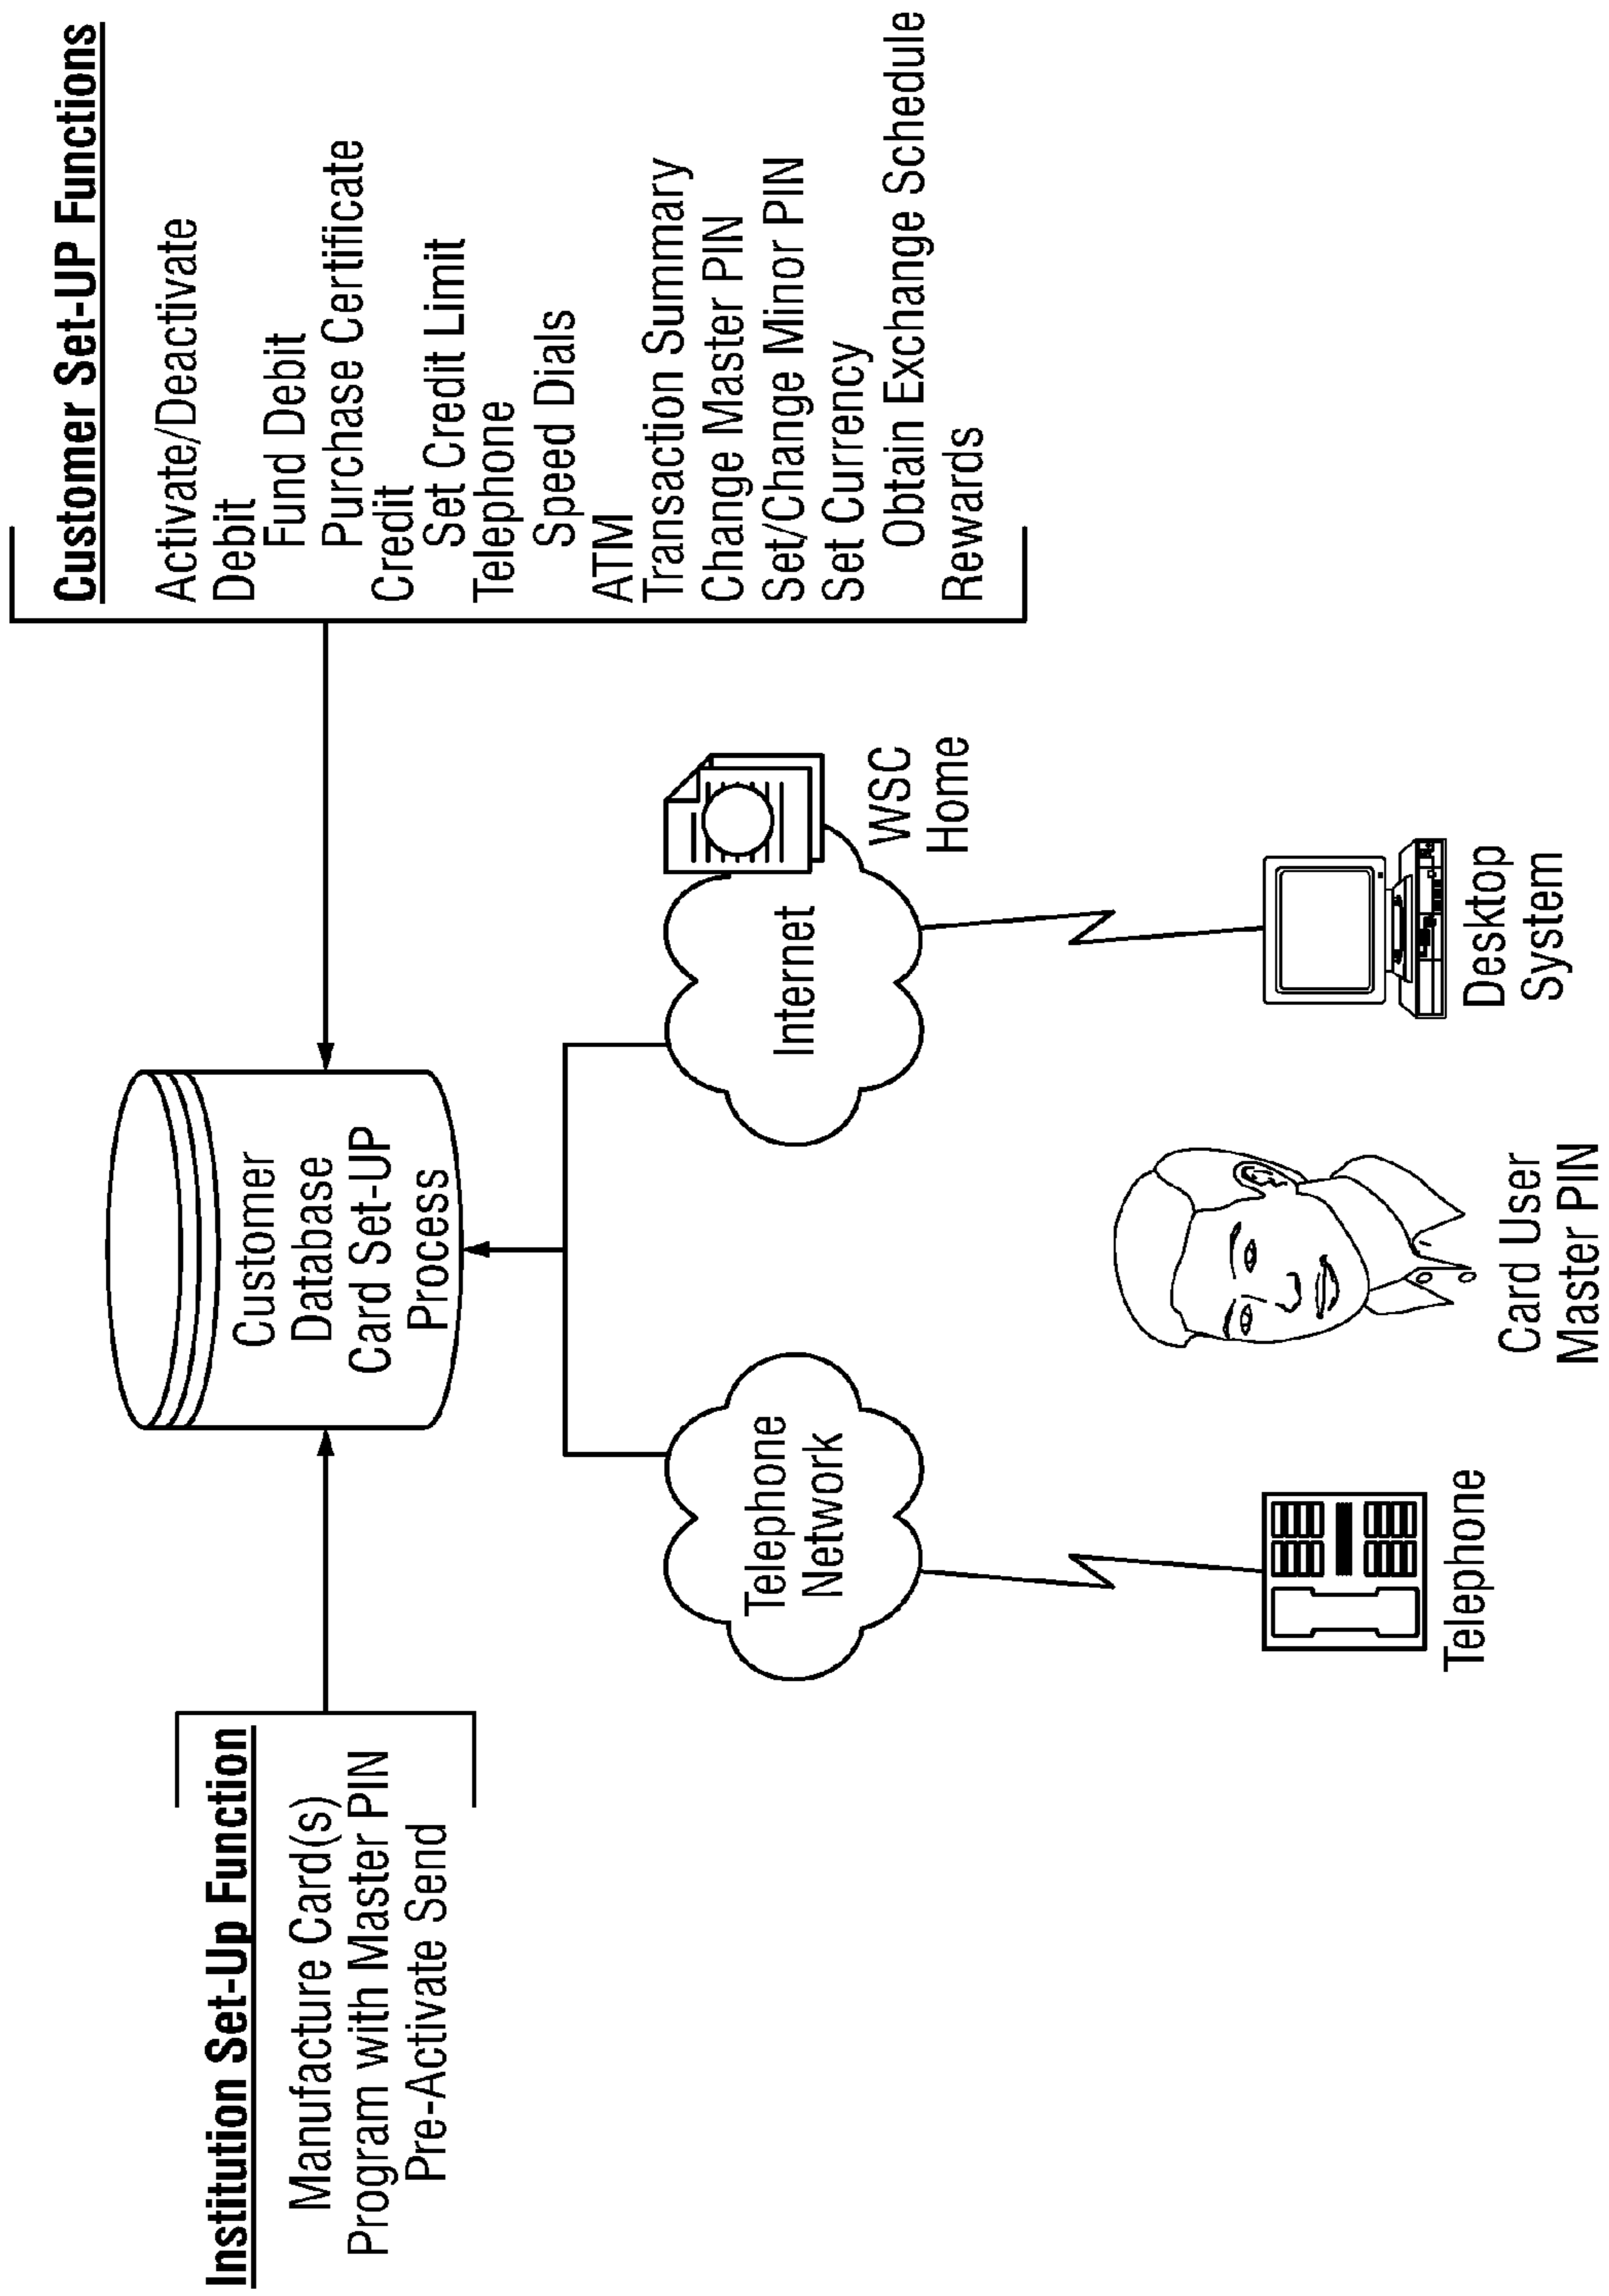 Institution Set-Up Function
Manufacture Card(s)
Program with Master PIN
Pre-Activate Send
Customer
Database
Card Set-UP
Process
Customer Set-UP Functions
Activate/Deactivate
Debit
Fund Debit
Purchase Certificate
Credit
Set Credit Limit
Telephone
Speed Dials
ATM
Transaction Summary
Change Master PIN
Set/Change Minor PIN
Set Currency
Obtain Exchange Schedule
Rewards
Telephone
Network
Internet
WSC
Home
Telephone
Card User
Master PIN
Desktop
System